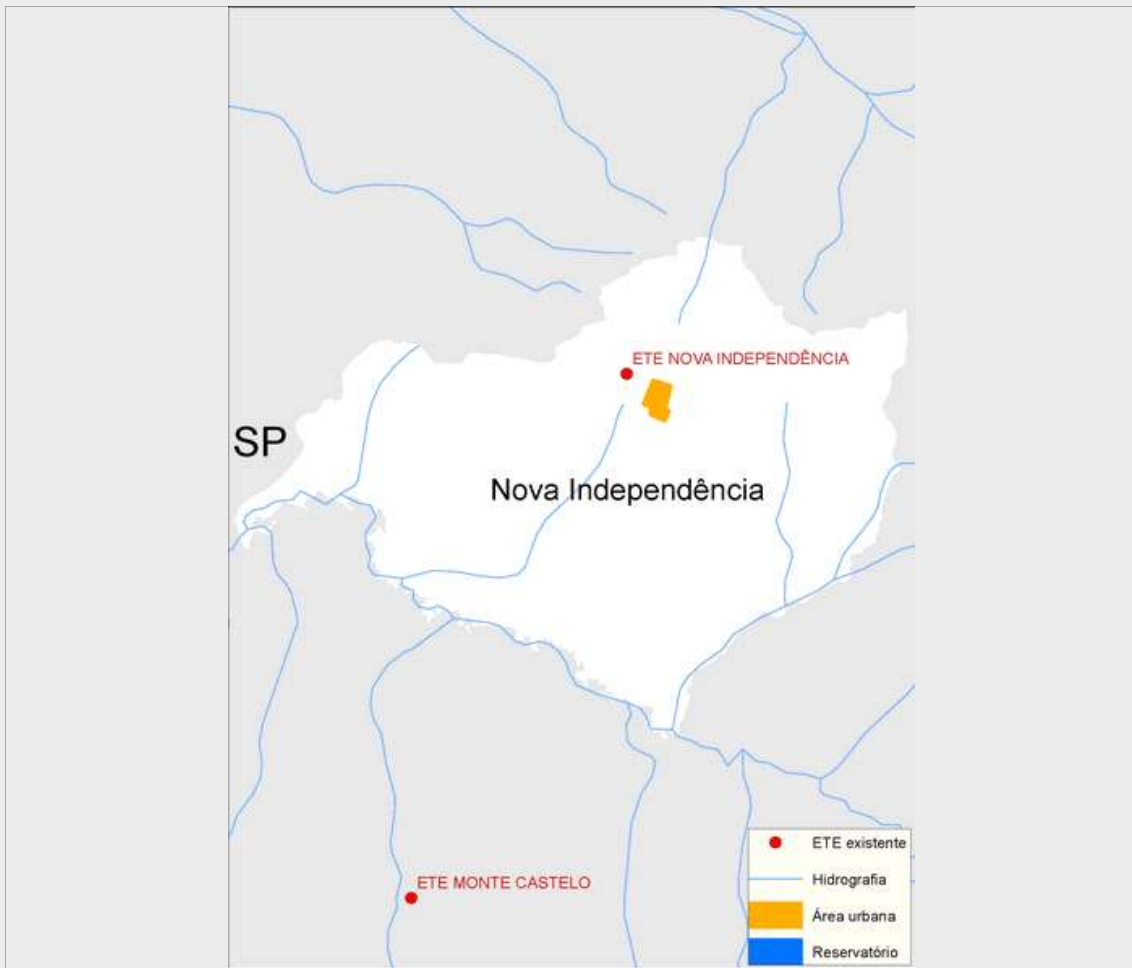 ETE NOVA INDEPENDÊNCIA
SP
Nova Independência
ETE MONTE CASTELO
ETE existente
Hidrografia
Área urbana
Reservatório